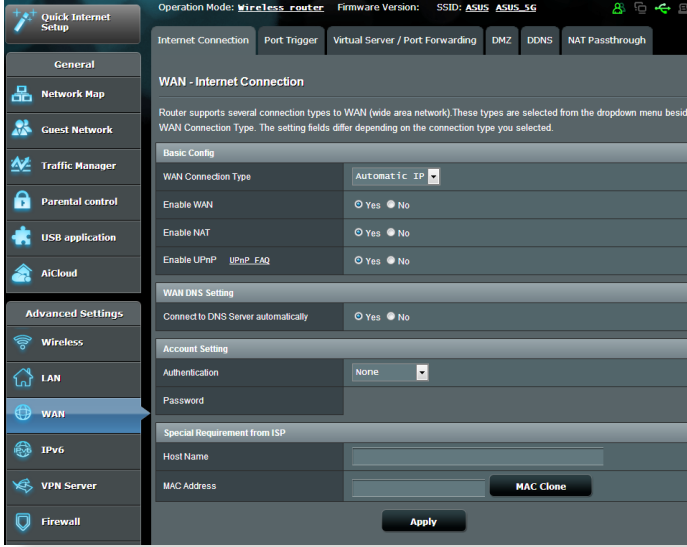 Quick Internet
Setup
General
Network Map
Guest Network
Traffic Manager
Parental control
USB application
AiCloud
Advanced Settings
Wireless
LAN
WAN
IPv6
IPv6
VPN Server
Firewall
Operation Mode: Wireless router Firmware Version: SSID: ASUS ASUS_5G
Internet Connection Port Trigger Virtual Server / Port Forwarding DMZ DDNS NAT Passthrough
WAN - Internet Connection
Router supports several connection types to WAN (wide area network).These types are selected from the dropdown menu besid
WAN Connection Type. The setting fields differ depending on the connection type you selected.
Basic Config
WAN Connection Type Automatic IP
Enable WAN Yes No
Enable NAT Yes No
Enable UPnP UPnP FAQ Yes No
WAN DNS Setting
Connect to DNS Server automatically Yes No
Account Setting
Authentication None
Password
Special Requirement from ISP
Host Name
MAC Address MAC Clone
Apply